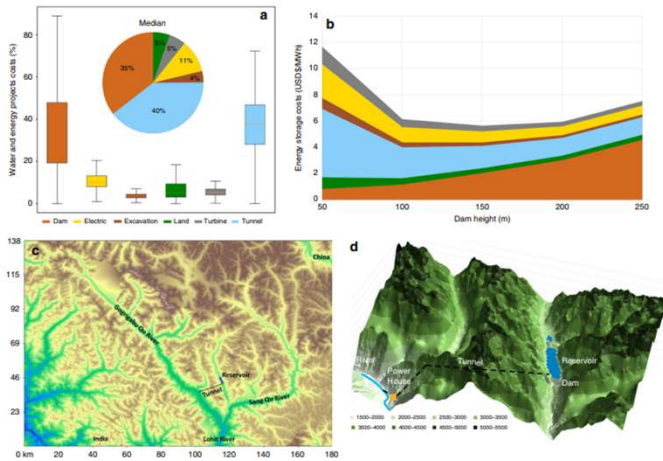 a
Median
Water and energy projects costs (%)
80
60
40
20
0
5%
5%
11%
4%
40%
35%
Dam
Electric
Excavation
Land
Turbine
Tunnel
b
Energy storage costs (USD$/MWh)
14
12
10
8
6
4
2
0
50
100
150
200
250
Dam height (m)
c
138
115
92
69
46
23
0 km
20
40
60
80
100
120
140
160
180
China
Reservoir
Tunnel
Sang Qu River
India
Lohit River
d
River
Power
House
Tunnel
Reservoir
Dam
1500–2000
2000–2500
2500–3000
3000–3500
3500–4000
4000–4500
4500–5000
5000–5500